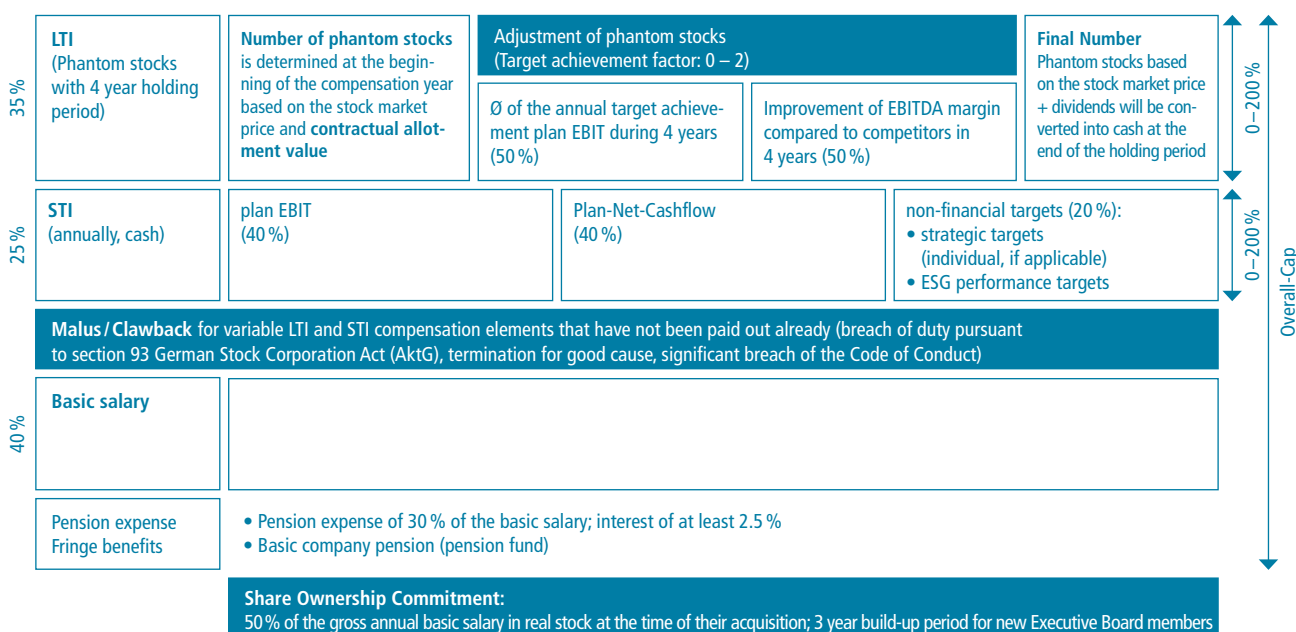 35 %
LTI
(Phantom stocks
with 4 year holding
period)
Number of phantom stocks
is determined at the begin-
ning of the compensation year
based on the stock market
price and contractual allot-
ment value
Adjustment of phantom stocks
(Target achievement factor: 0 – 2)
Ø of the annual target achieve-
ment plan EBIT during 4 years
(50 %)
Improvement of EBITDA margin
compared to competitors in
4 years (50 %)
Final Number
Phantom stocks based
on the stock market price
+ dividends will be con-
verted into cash at the
end of the holding period
0 – 200 %
25 %
STI
(annually, cash)
plan EBIT
(40 %)
Plan-Net-Cashflow
(40 %)
non-financial targets (20 %):
• strategic targets
(individual, if applicable)
• ESG performance targets
0 – 200 %
Overall-Cap
Malus / Clawback for variable LTI and STI compensation elements that have not been paid out already (breach of duty pursuant
to section 93 German Stock Corporation Act (AktG), termination for good cause, significant breach of the Code of Conduct)
40 %
Basic salary
Pension expense
Fringe benefits
• Pension expense of 30 % of the basic salary; interest of at least 2.5 %
• Basic company pension (pension fund)
Share Ownership Commitment:
50 % of the gross annual basic salary in real stock at the time of their acquisition; 3 year build-up period for new Executive Board members